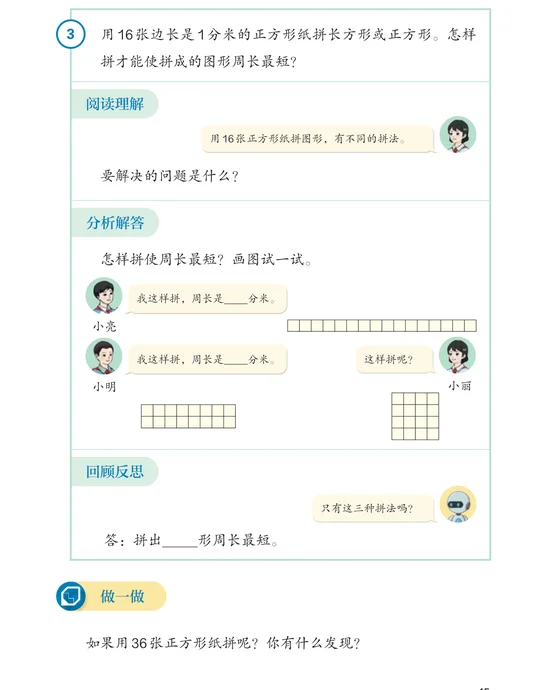 3 用16张边长是1分米的正方形纸拼长方形或正方形。怎样
拼才能使拼成的图形周长最短？
阅读理解
用16张正方形纸拼图形，有不同的拼法。
要解决的问题是什么？
分析解答
怎样拼使周长最短？画图试一试。
我这样拼，周长是____分米。
小亮
我这样拼，周长是____分米。
小明
这样拼呢？
小丽
回顾反思
只有这三种拼法吗？
答：拼出_____形周长最短。
做一做
如果用36张正方形纸拼呢？你有什么发现？